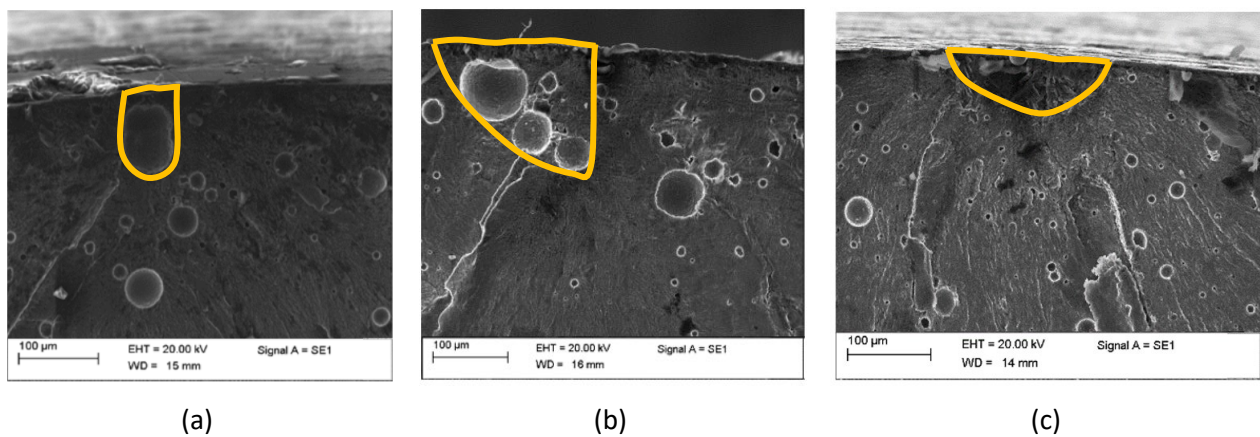 100 µm
EHT = 20.00 kV
Signal A = SE1
WD = 15 mm
100 µm
EHT = 20.00 kV
Signal A = SE1
WD = 16 mm
100 µm
EHT = 20.00 kV
Signal A = SE1
WD = 14 mm
(a)
(b)
(c)